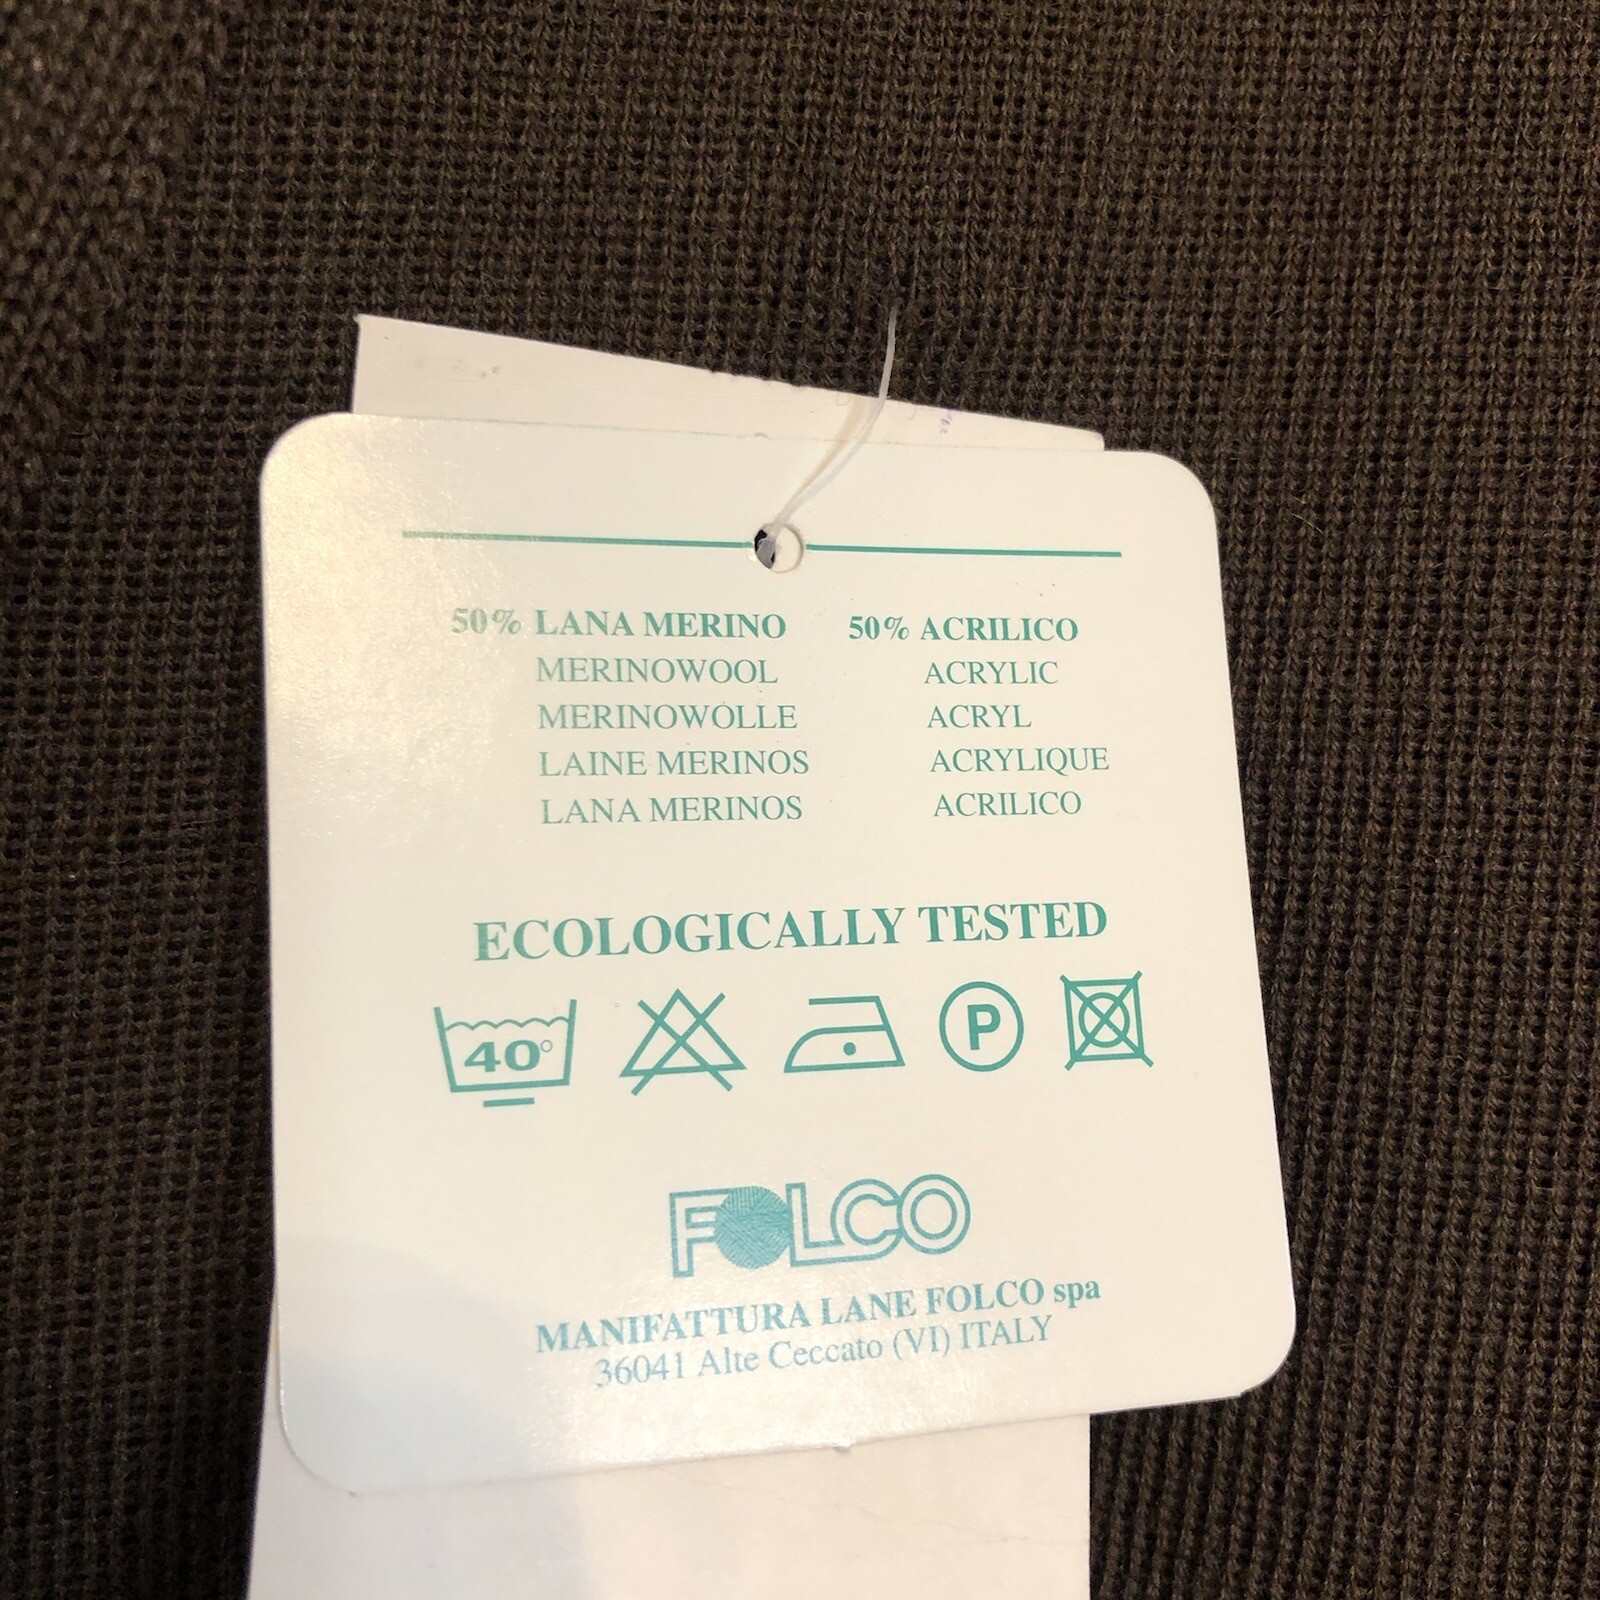 50% LANA MERINO 50% ACRILICO
MERINOWOOL ACRYLIC
MERINOWOLLE ACRYL
LAINE MERINOS ACRYLIQUE
LANA MERINOS ACRILICO
ECOLOGICALLY TESTED
40° P
FOLCO
MANIFATTURA LANE FOLCO spa
36041 Alte Ceccato (VI) ITALY